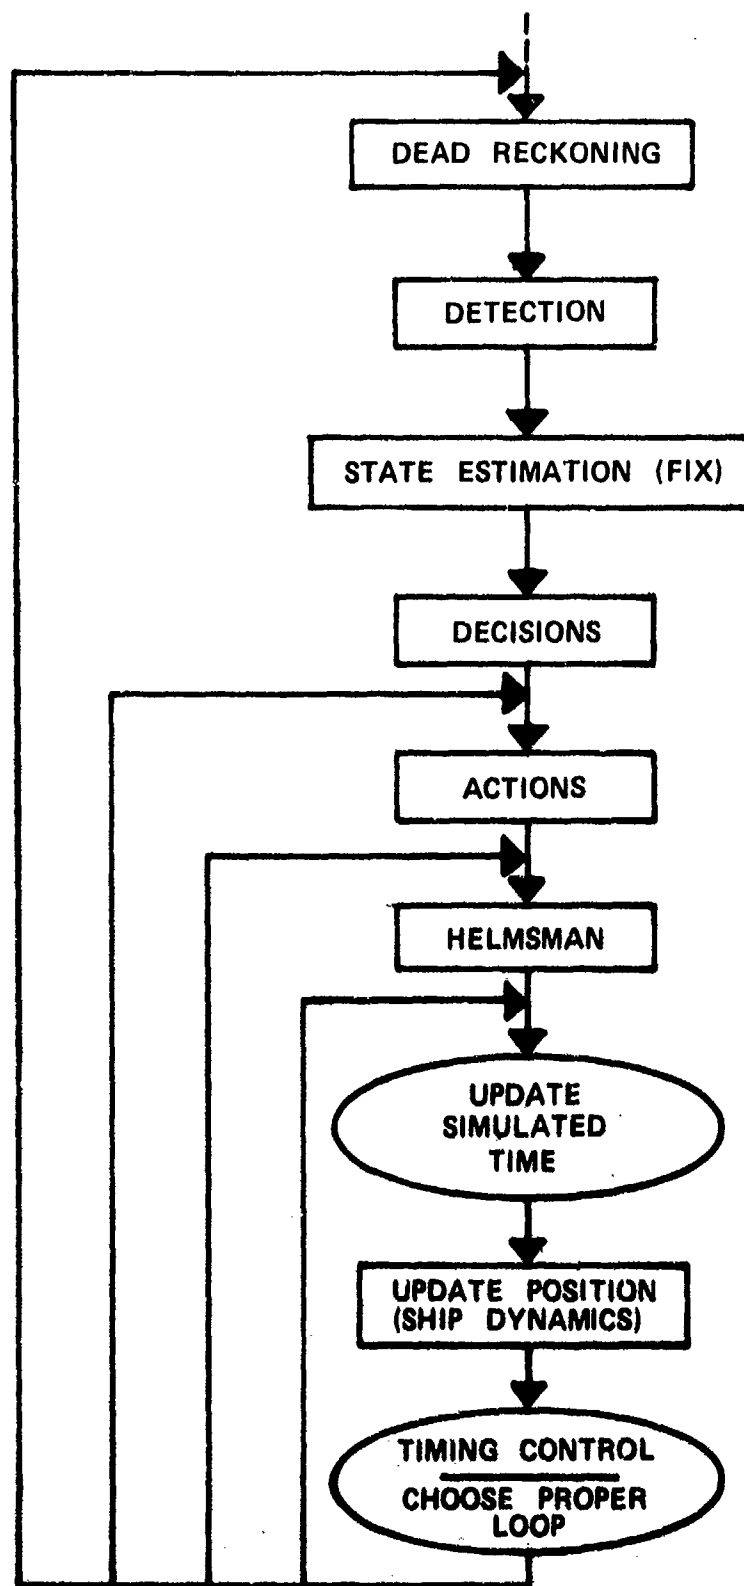 DEAD RECKONING
DETECTION
STATE ESTIMATION (FIX)
DECISIONS
ACTIONS
HELMSMAN
UPDATE
SIMULATED
TIME
UPDATE POSITION
(SHIP DYNAMICS)
TIMING CONTROL
CHOOSE PROPER
LOOP